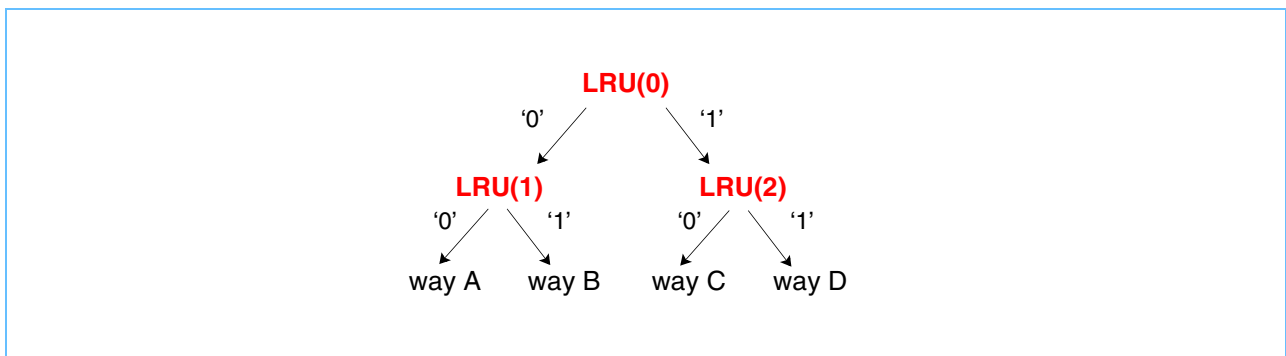 LRU(0)
‘0’ ‘1’
LRU(1) LRU(2)
‘0’ ‘1’ ‘0’ ‘1’
way A way B way C way D